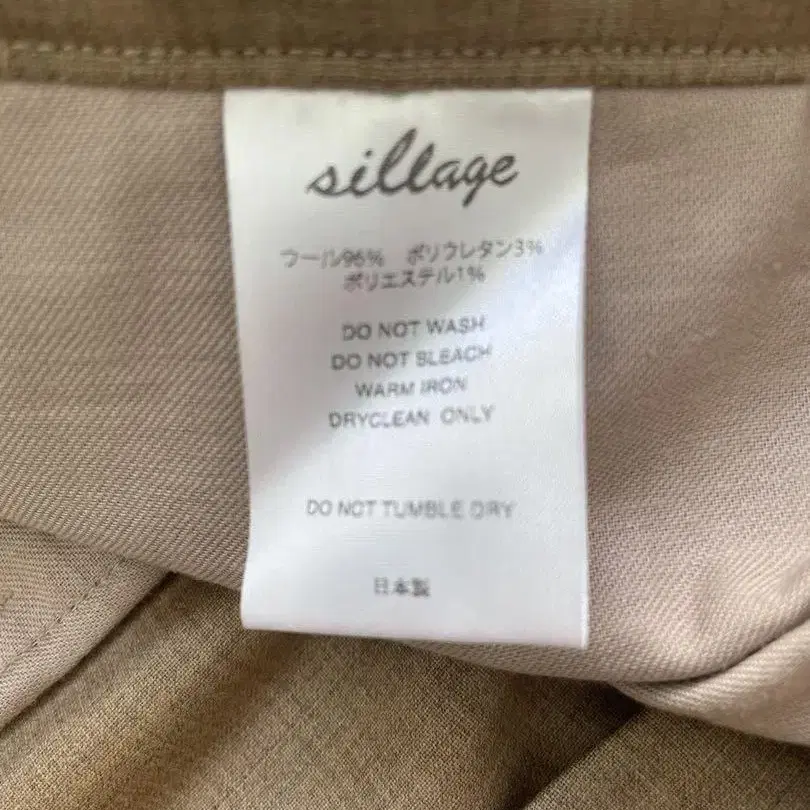 sillage
ウール96% ポリウレタン3%
ポリエステル1%
DO NOT WASH
DO NOT BLEACH
WARM IRON
DRYCLEAN ONLY
DO NOT TUMBLE DRY
日本製